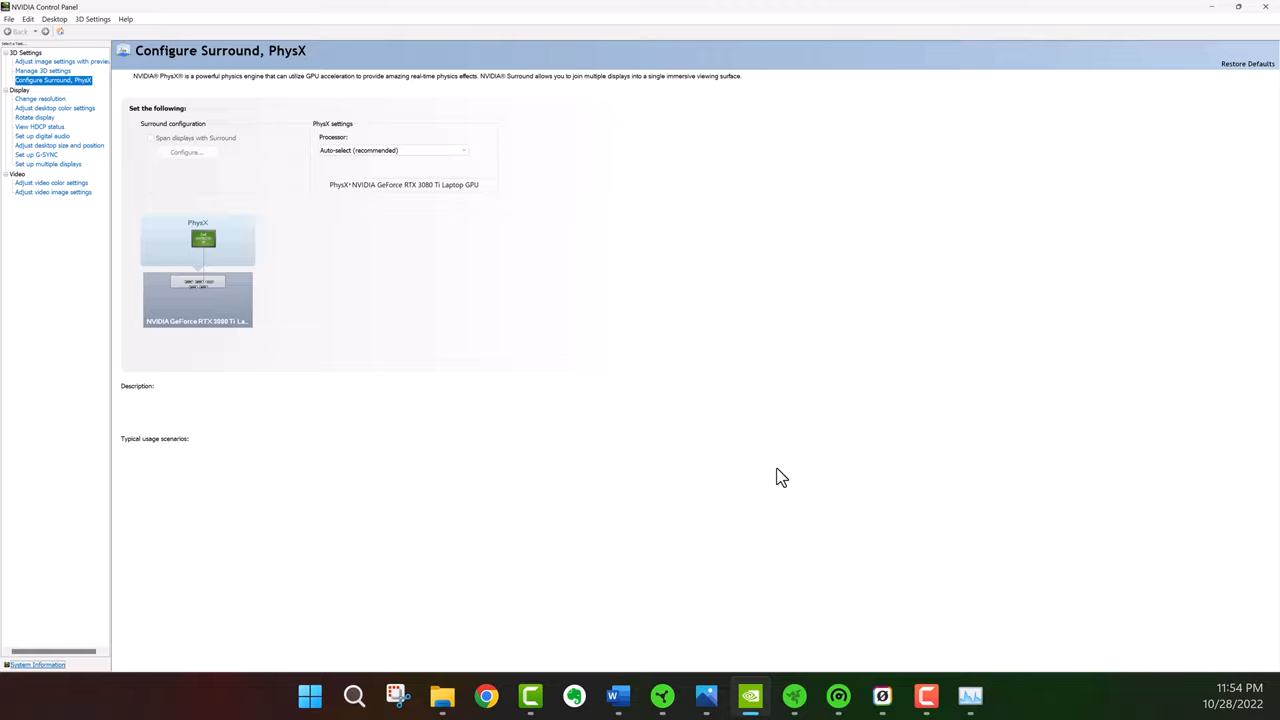 NVIDIA Control Panel
File Edit Desktop 3D Settings Help
Back
Select a Task...
3D Settings
Adjust image settings with preview
Manage 3D settings
Configure Surround, PhysX
Display
Change resolution
Adjust desktop color settings
Rotate display
View HDCP status
Set up digital audio
Adjust desktop size and position
Set up G-SYNC
Set up multiple displays
Video
Adjust video color settings
Adjust video image settings
System Information
Configure Surround, PhysX
Restore Defaults
NVIDIA® PhysX® is a powerful physics engine that can utilize GPU acceleration to provide amazing real-time physics effects. NVIDIA® Surround allows you to join multiple displays into a single immersive viewing surface.
Set the following:
Surround configuration
Span displays with Surround
Configure...
PhysX settings
Processor:
Auto-select (recommended)
PhysX·NVIDIA GeForce RTX 3080 Ti Laptop GPU
PhysX
NVIDIA GeForce RTX 3080 Ti La...
Description:
Typical usage scenarios:
11:54 PM
10/28/2022